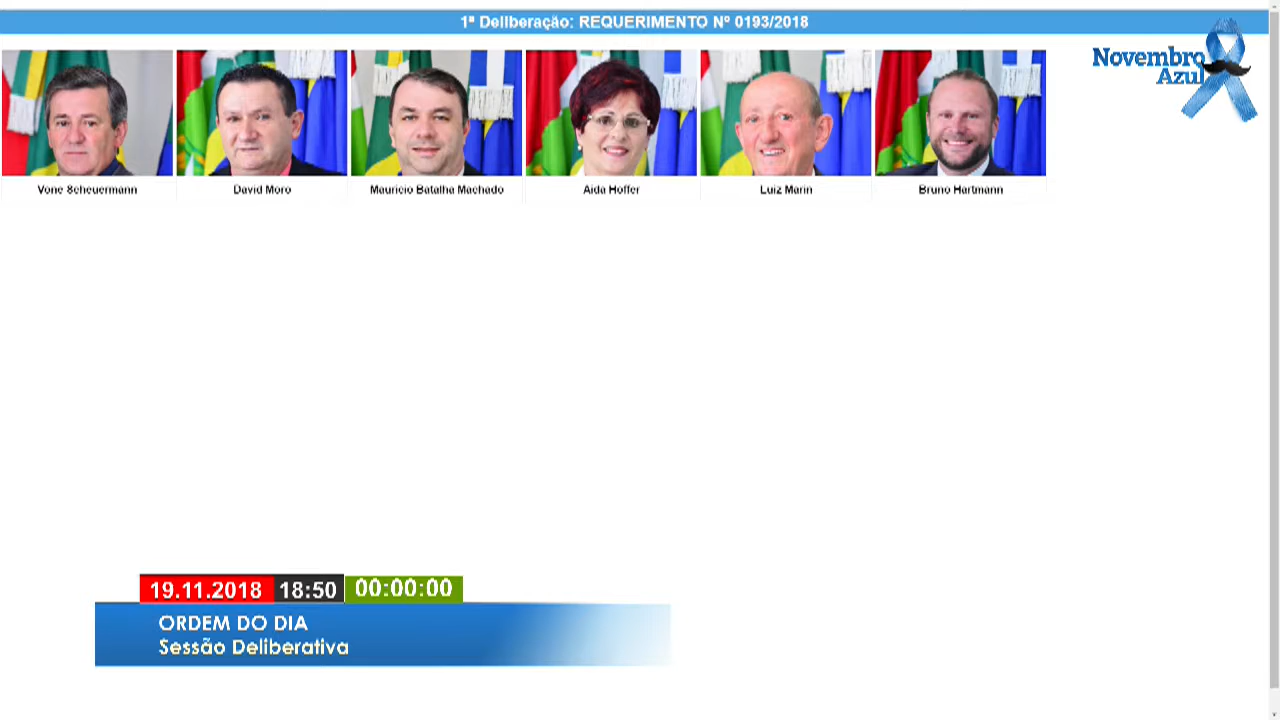 1ª Deliberação: REQUERIMENTO Nº 0193/2018
Novembro
Azul
Vone Scheuermann
David Moro
Mauricio Batalha Machado
Aida Hoffer
Luiz Marin
Bruno Hartmann
19.11.2018 18:50 00:00:00
ORDEM DO DIA
Sessão Deliberativa